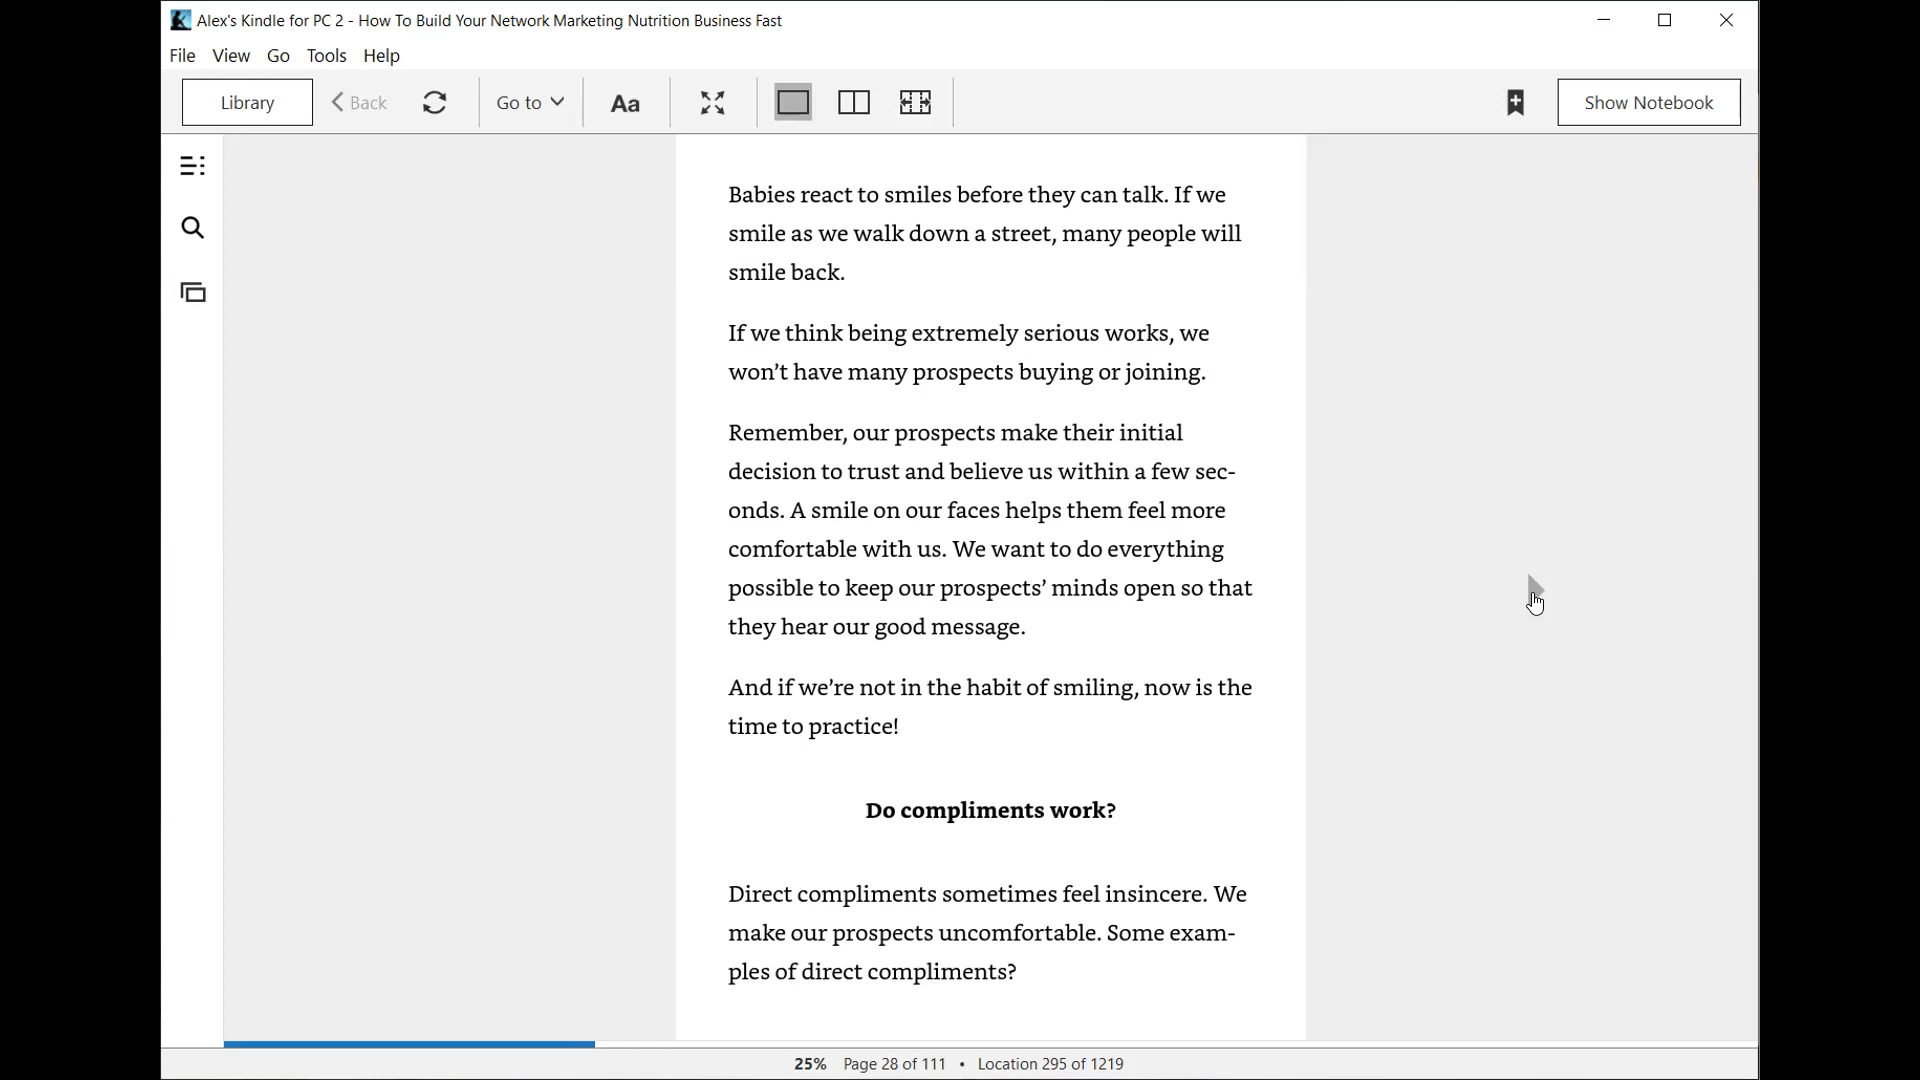 Alex's Kindle for PC 2 - How To Build Your Network Marketing Nutrition Business Fast
File View Go Tools Help
Library Back Go to Aa Show Notebook
Babies react to smiles before they can talk. If we
smile as we walk down a street, many people will
smile back.
If we think being extremely serious works, we
won’t have many prospects buying or joining.
Remember, our prospects make their initial
decision to trust and believe us within a few sec-
onds. A smile on our faces helps them feel more
comfortable with us. We want to do everything
possible to keep our prospects’ minds open so that
they hear our good message.
And if we’re not in the habit of smiling, now is the
time to practice!
Do compliments work?
Direct compliments sometimes feel insincere. We
make our prospects uncomfortable. Some exam-
ples of direct compliments?
25% Page 28 of 111 • Location 295 of 1219